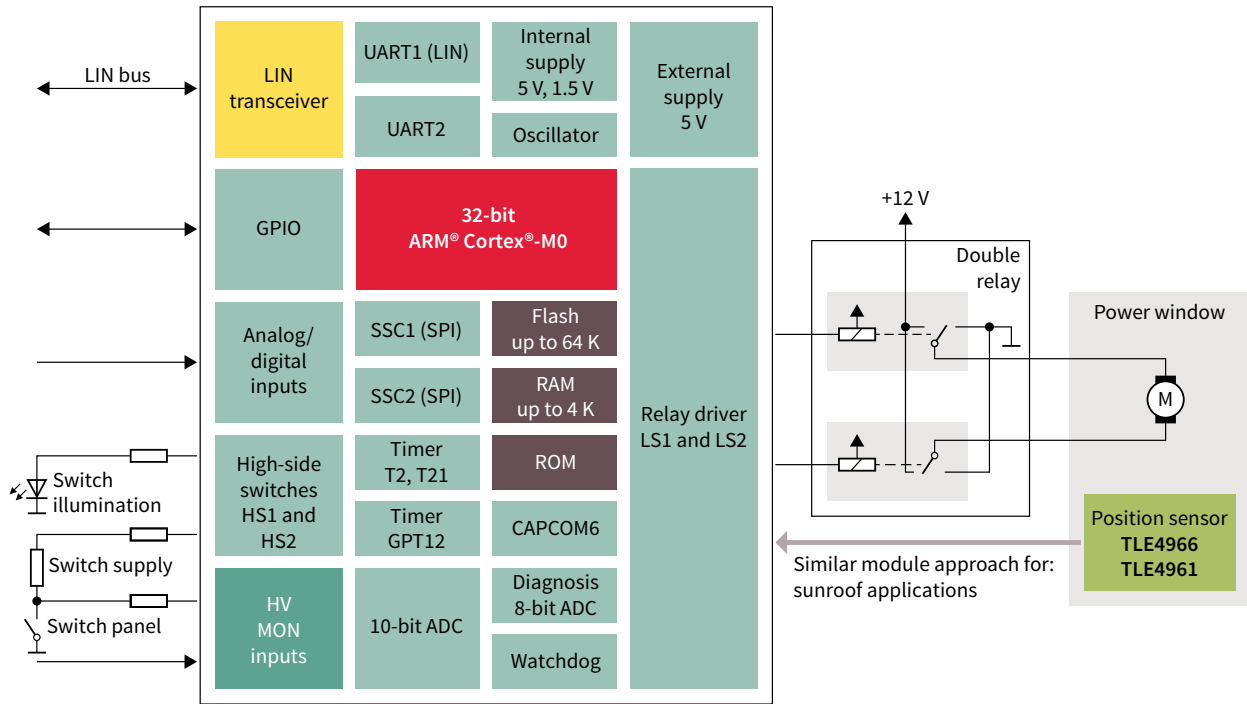 LIN bus
LIN
transceiver
UART1 (LIN)
UART2
Internal
supply
5 V, 1.5 V
Oscillator
External
supply
5 V
GPIO
32-bit
ARM® Cortex®-M0
Analog/
digital
inputs
SSC1 (SPI)
Flash
up to 64 K
SSC2 (SPI)
RAM
up to 4 K
Relay driver
LS1 and LS2
High-side
switches
HS1 and
HS2
Timer
T2, T21
ROM
Timer
GPT12
CAPCOM6
HV
MON
inputs
10-bit ADC
Diagnosis
8-bit ADC
Watchdog
Switch
illumination
Switch supply
Switch panel
+12 V
Double
relay
Power window
M
Position sensor
TLE4966
TLE4961
Similar module approach for:
sunroof applications